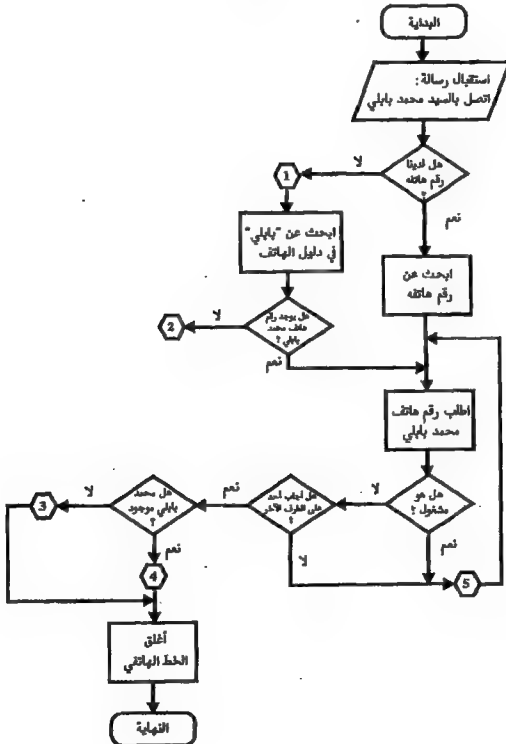 البداية
استقبال رسالة :
اتصل بالسيد محمد بابلي
هل لدينا
رقم هاتفه
؟
لا
1
نعم
ابحث عن "بابلي"
في دليل الهاتف
ابحث عن
رقم هاتفه
هل يوجد رقم
هاتف محمد
بابلي ؟
لا
2
نعم
اطلب رقم هاتف
محمد بابلي
هل هو
مشغول ؟
لا
نعم
هل أجاب أحد
على الطرف الآخر
؟
نعم
لا
هل محمد
بابلي موجود
؟
لا
3
نعم
4
5
أغلق
الخط الهاتفي
النهاية